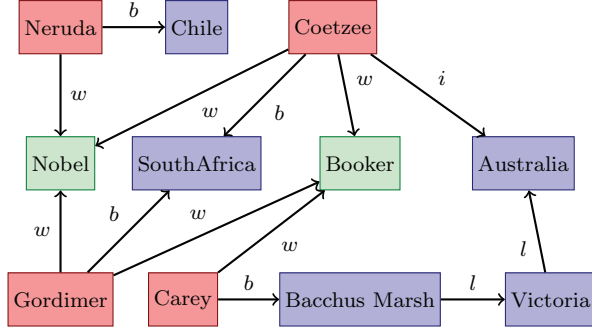 Neruda b Chile Coetzee
w w b w i
Nobel SouthAfrica Booker Australia
w b w w l
Gordimer Carey b Bacchus Marsh l Victoria